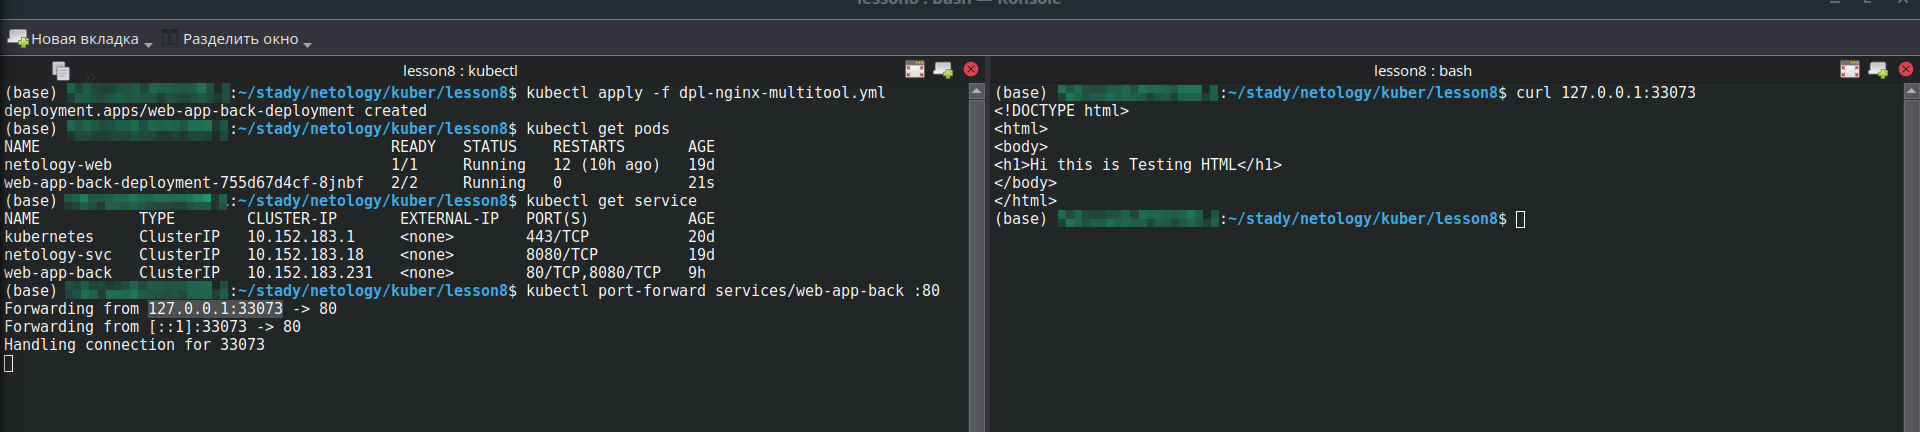 lesson8 : bash — Konsole
Новая вкладка Разделить окно
lesson8 : kubectl
(base) :~/stady/netology/kuber/lesson8$ kubectl apply -f dpl-nginx-multitool.yml
deployment.apps/web-app-back-deployment created
(base) :~/stady/netology/kuber/lesson8$ kubectl get pods
NAME READY STATUS RESTARTS AGE
netology-web 1/1 Running 12 (10h ago) 19d
web-app-back-deployment-755d67d4cf-8jnbf 2/2 Running 0 21s
(base) :~/stady/netology/kuber/lesson8$ kubectl get service
NAME TYPE CLUSTER-IP EXTERNAL-IP PORT(S) AGE
kubernetes ClusterIP 10.152.183.1 <none> 443/TCP 20d
netology-svc ClusterIP 10.152.183.18 <none> 8080/TCP 19d
web-app-back ClusterIP 10.152.183.231 <none> 80/TCP,8080/TCP 9h
(base) :~/stady/netology/kuber/lesson8$ kubectl port-forward services/web-app-back :80
Forwarding from 127.0.0.1:33073 -> 80
Forwarding from [::1]:33073 -> 80
Handling connection for 33073
lesson8 : bash
(base) :~/stady/netology/kuber/lesson8$ curl 127.0.0.1:33073
<!DOCTYPE html>
<html>
<body>
<h1>Hi this is Testing HTML</h1>
</body>
</html>
(base) :~/stady/netology/kuber/lesson8$